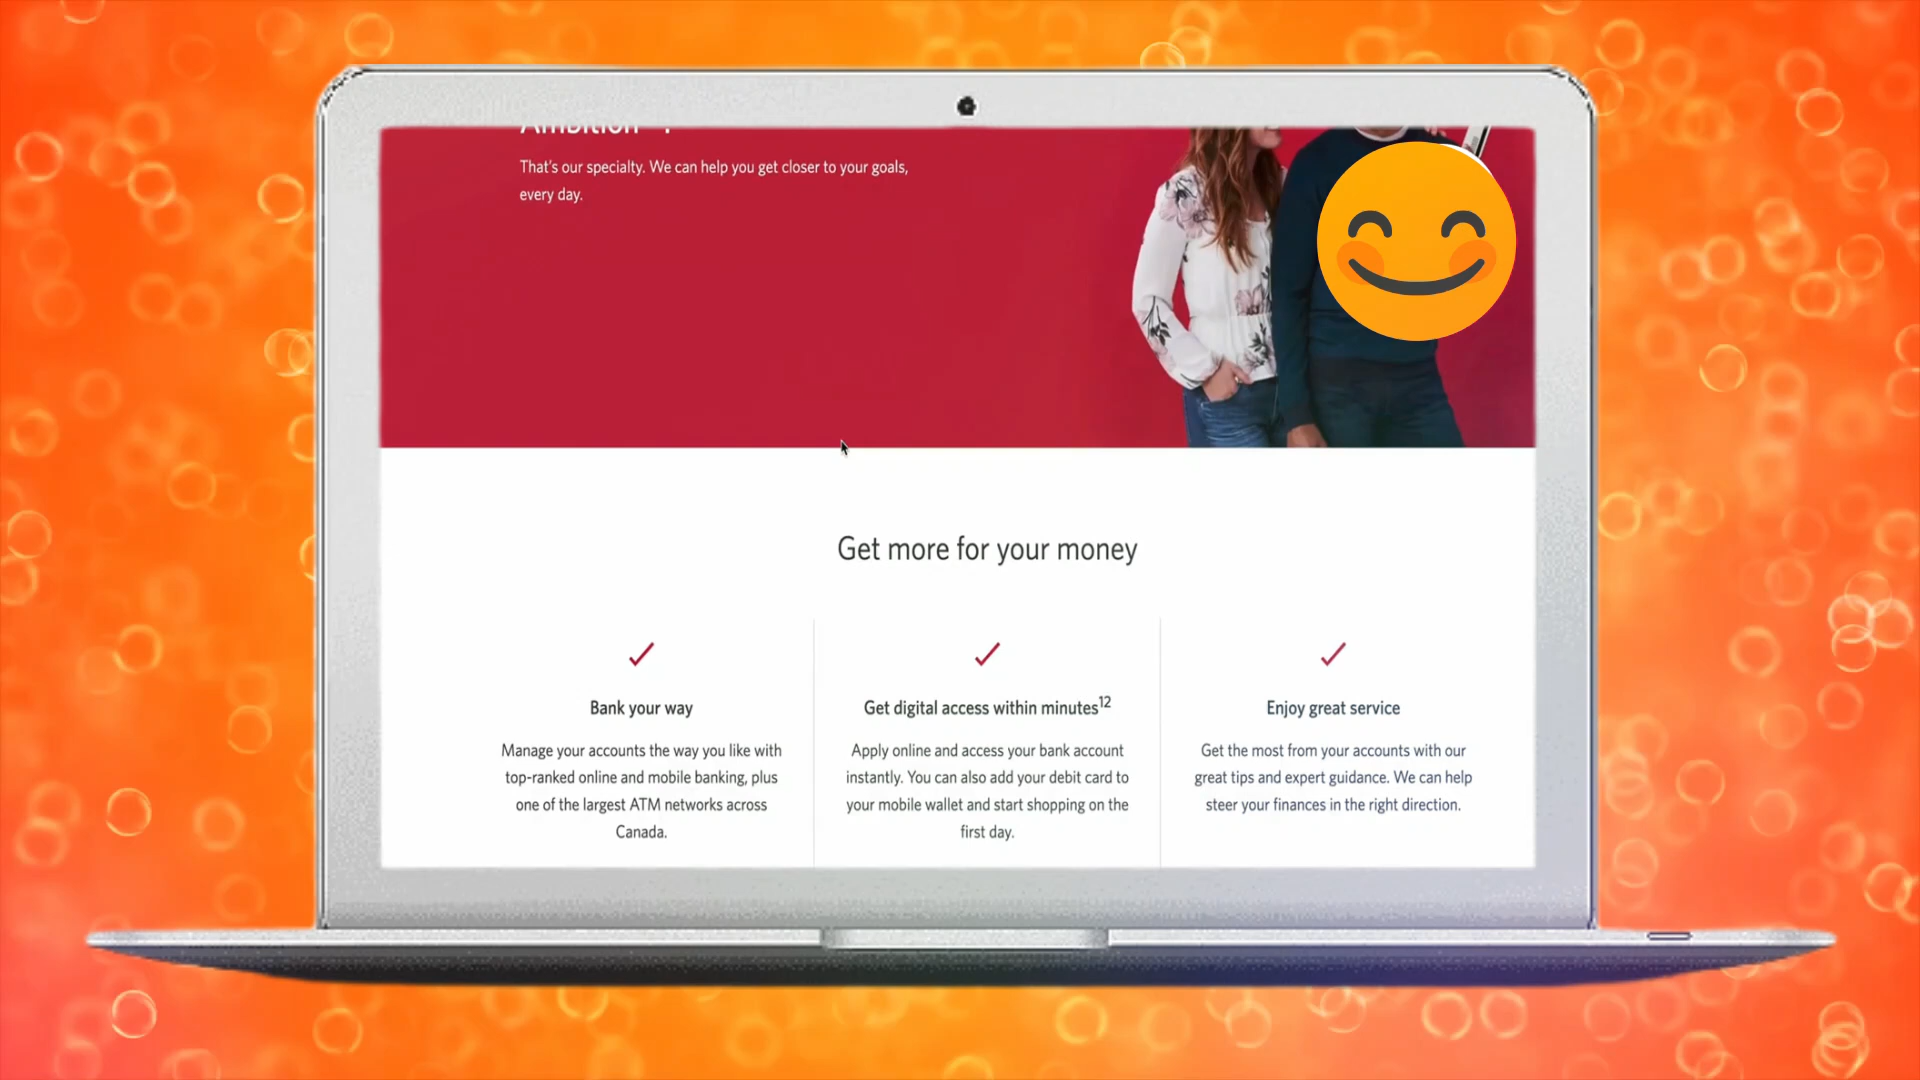 Ambition
That's our specialty. We can help you get closer to your goals,
every day.
Get more for your money
Bank your way
Manage your accounts the way you like with
top-ranked online and mobile banking, plus
one of the largest ATM networks across
Canada.
Get digital access within minutes12
Apply online and access your bank account
instantly. You can also add your debit card to
your mobile wallet and start shopping on the
first day.
Enjoy great service
Get the most from your accounts with our
great tips and expert guidance. We can help
steer your finances in the right direction.